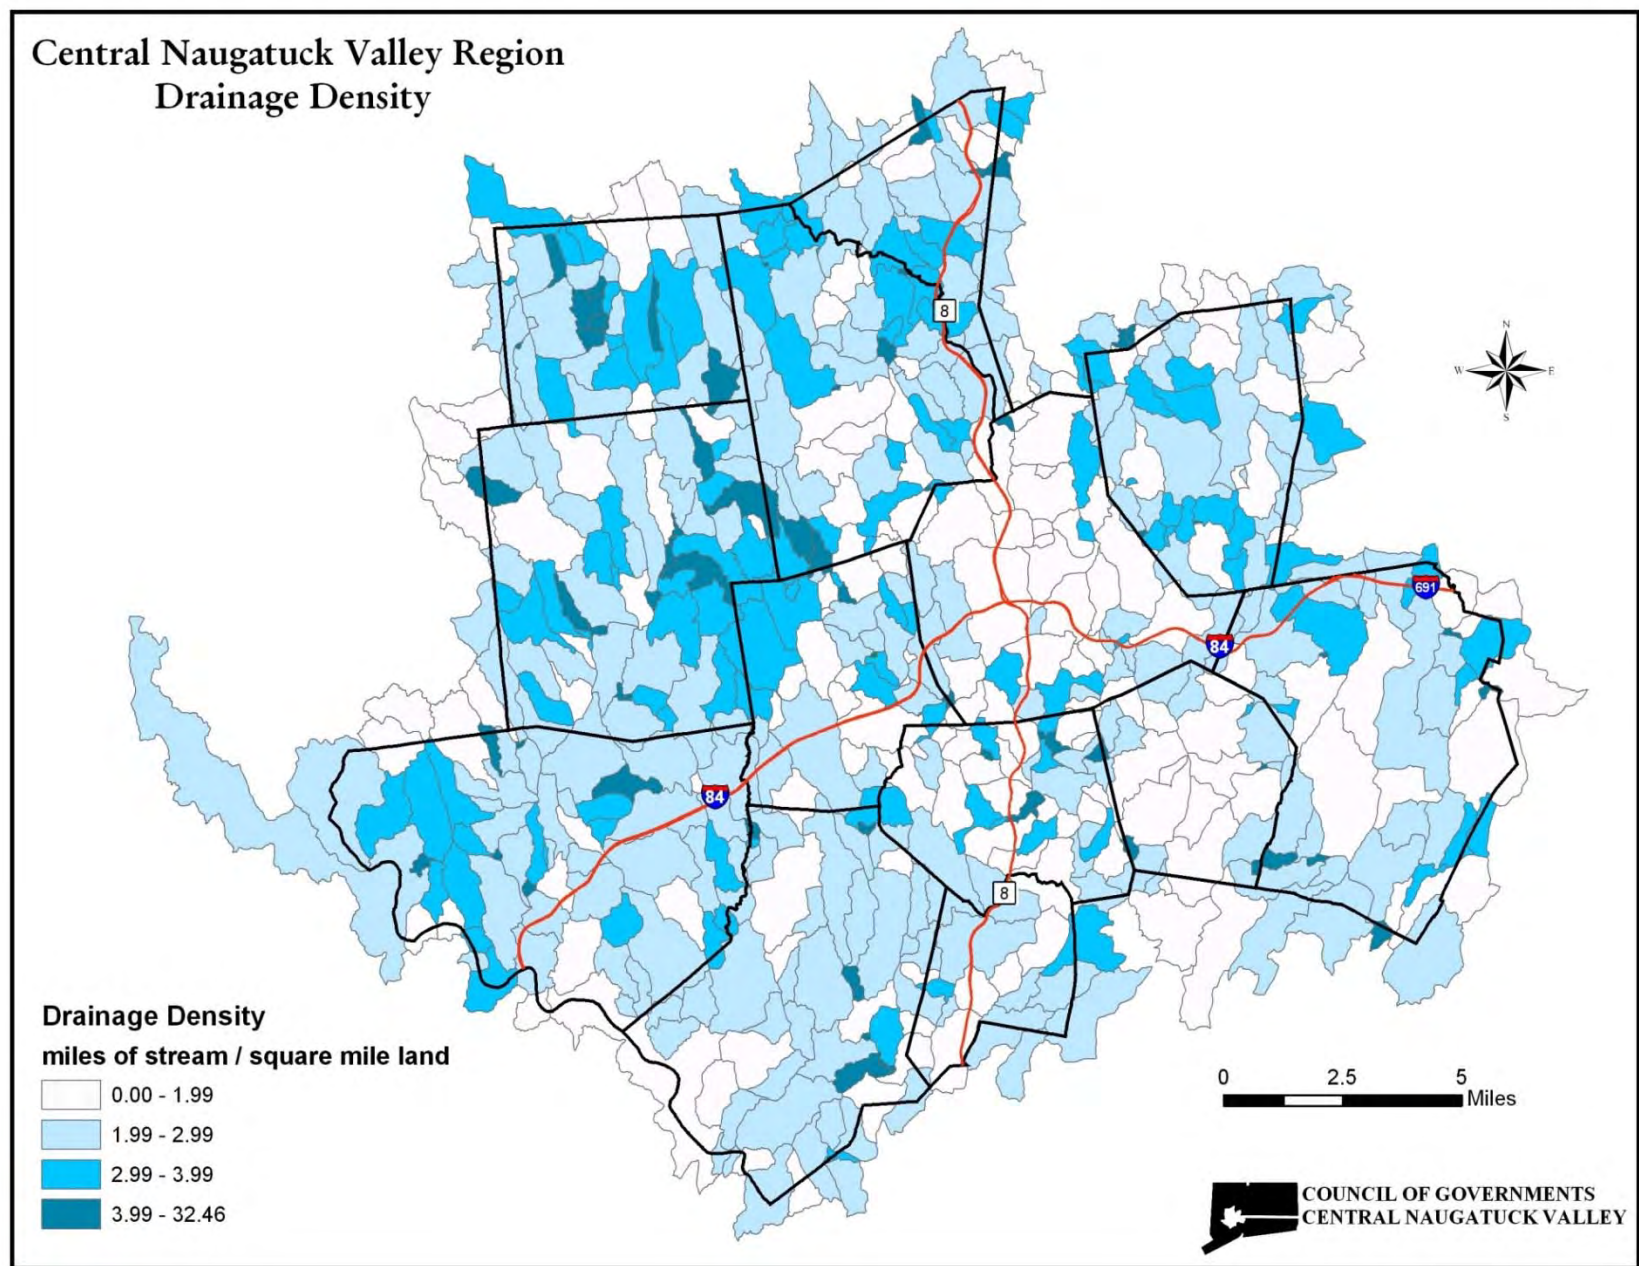 Central Naugatuck Valley Region
Drainage Density
N
W E
S
8
691
84
84
8
Drainage Density
miles of stream / square mile land
0.00 - 1.99
1.99 - 2.99
2.99 - 3.99
3.99 - 32.46
0 2.5 5
Miles
COUNCIL OF GOVERNMENTS
CENTRAL NAUGATUCK VALLEY